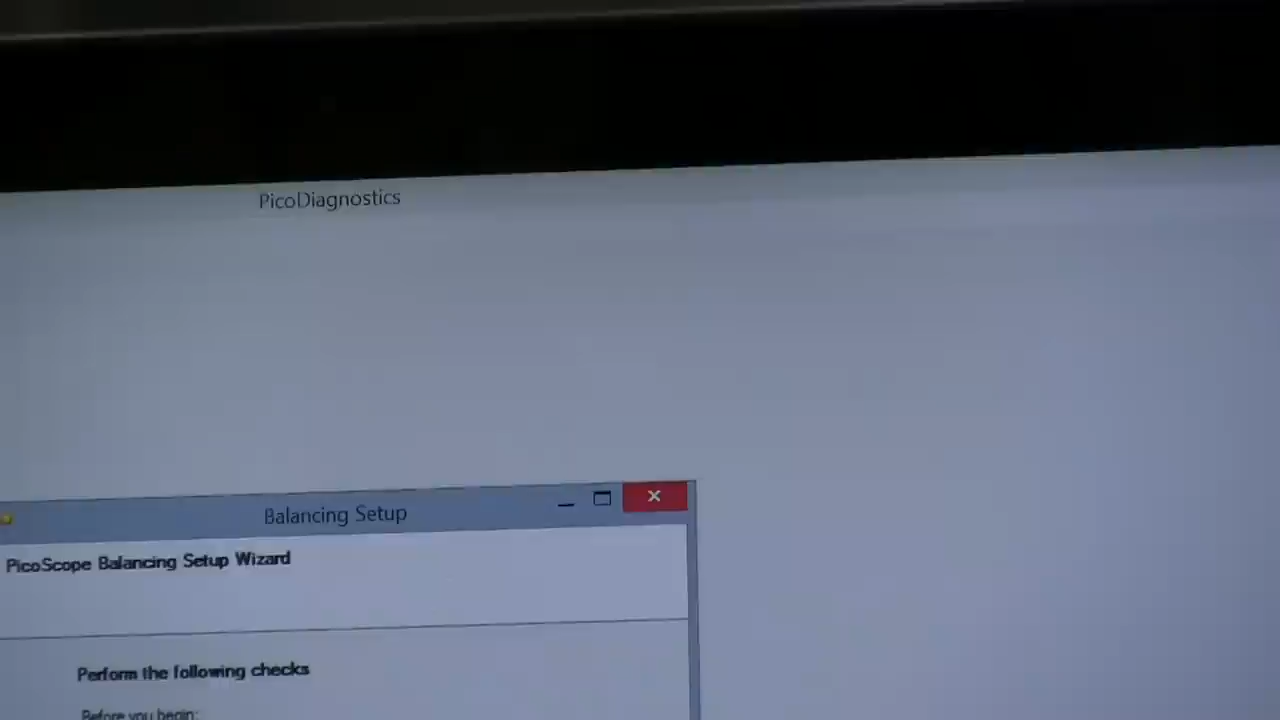 PicoDiagnostics
Balancing Setup
PicoScope Balancing Setup Wizard
Perform the following checks
Before you begin: